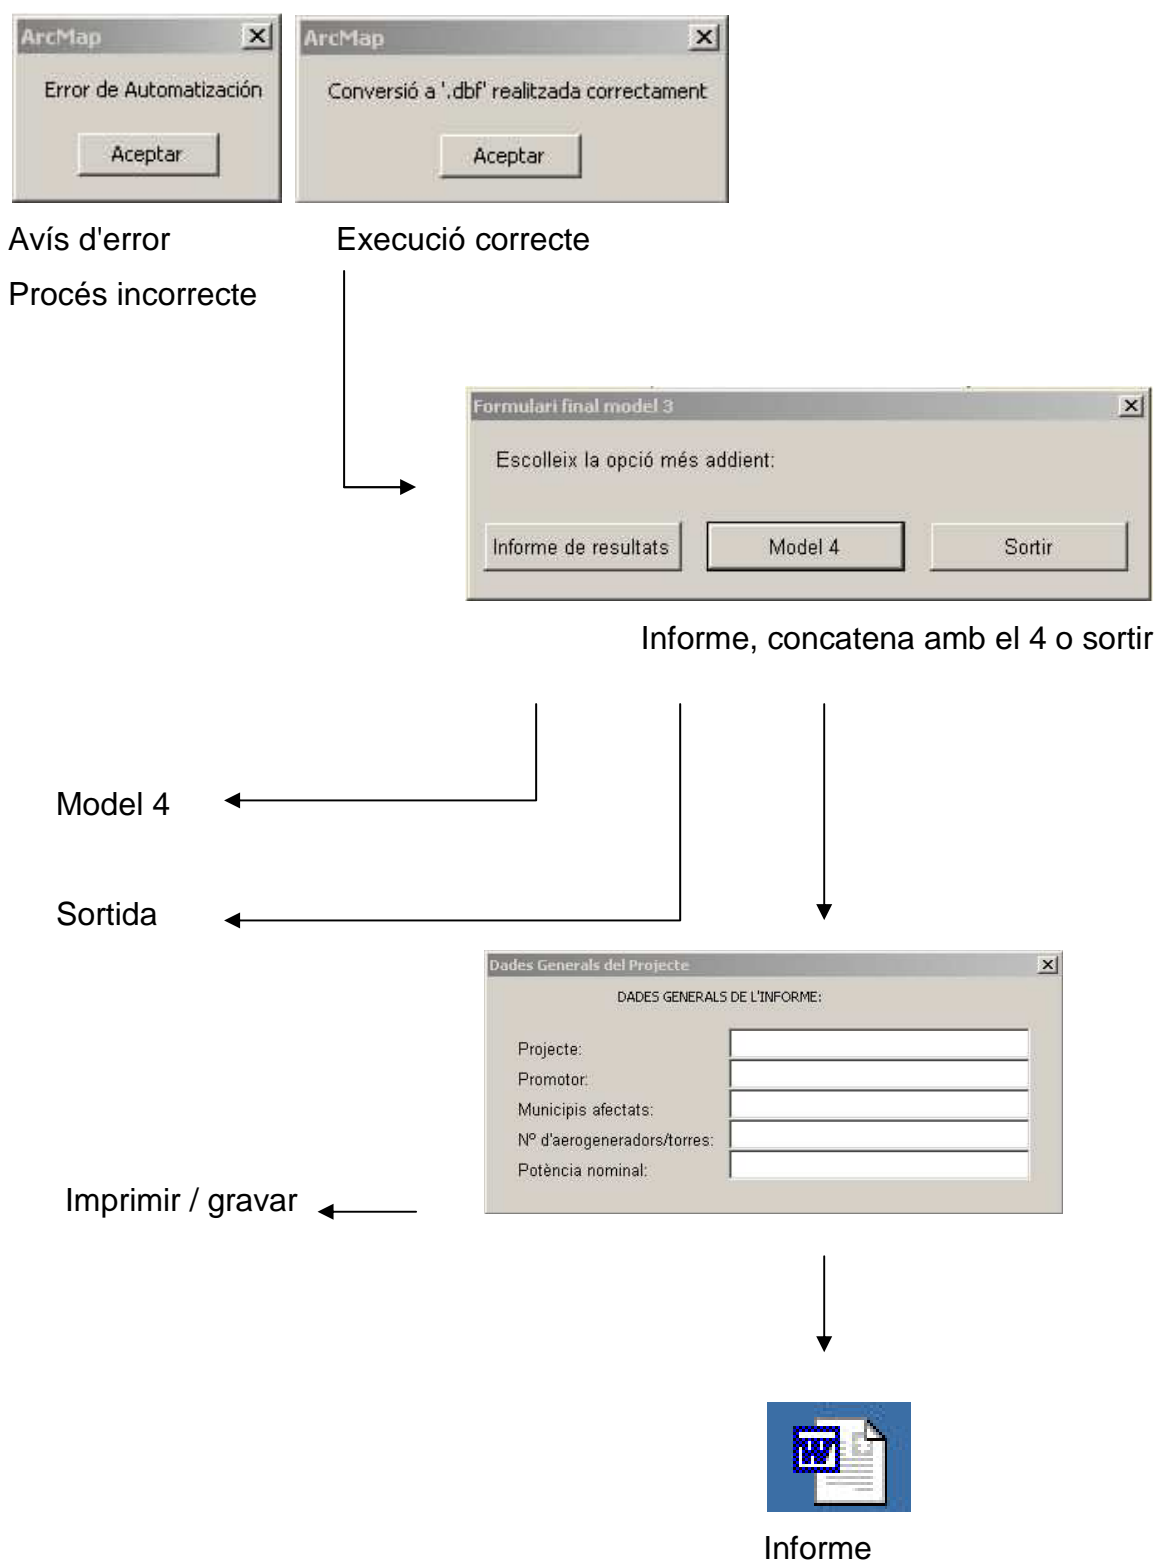 ArcMap
Error de Automatización
Aceptar
ArcMap
Conversió a '.dbf' realitzada correctament
Aceptar
Avís d'error
Execució correcte
Procés incorrecte
Formulari final model 3
Escolleix la opció més addient:
Informe de resultats
Model 4
Sortir
Informe, concatena amb el 4 o sortir
Model 4
Sortida
Dades Generals del Projecte
DADES GENERALS DE L'INFORME:
Projecte:
Promotor:
Municipis afectats:
Nº d'aerogeneradors/torres:
Potència nominal:
Imprimir / gravar
W
Informe